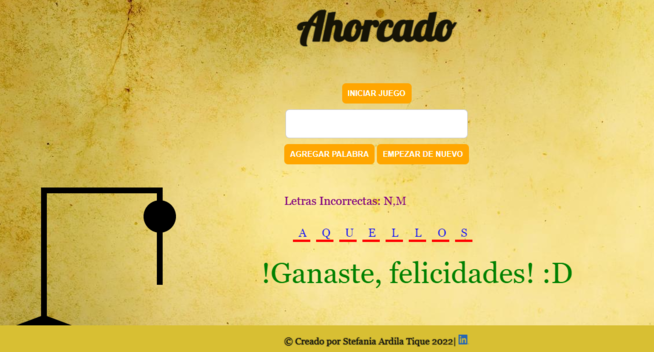 Ahorcado
INICIAR JUEGO
AGREGAR PALABRA EMPEZAR DE NUEVO
Letras Incorrectas: N,M
A Q U E L L O S
!Ganaste, felicidades! :D
© Creado por Stefania Ardila Tique 2022| in